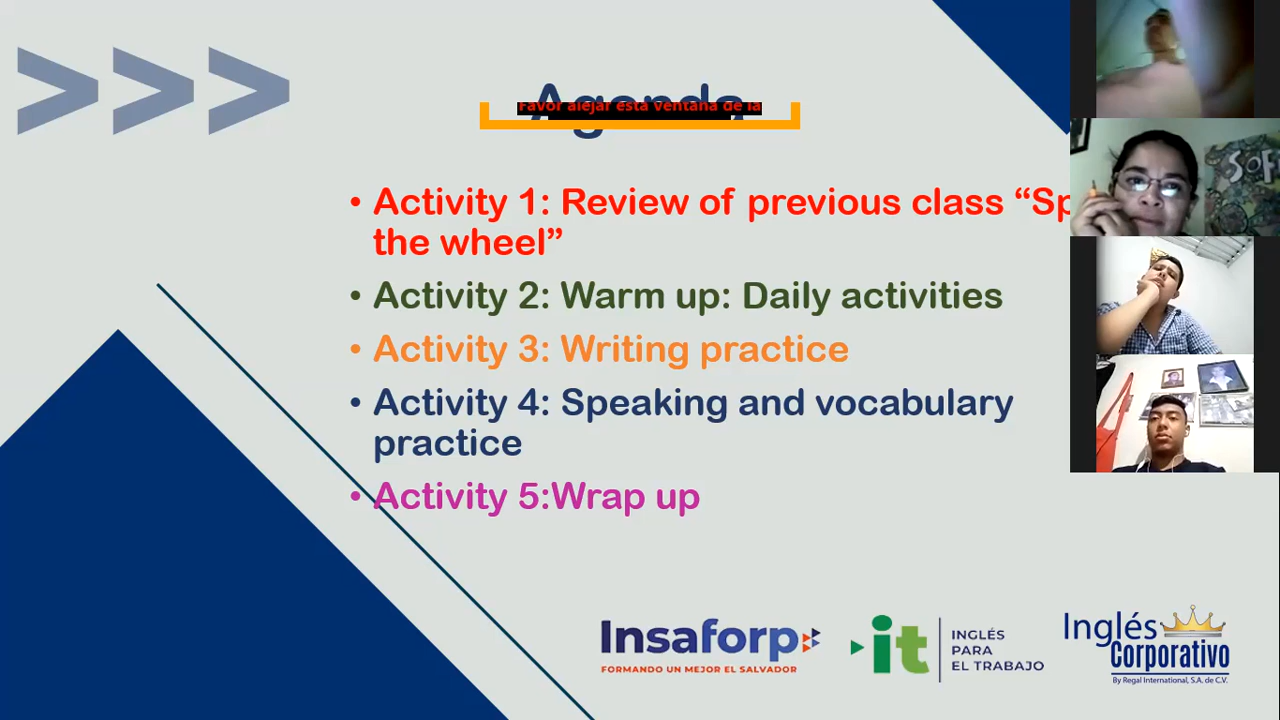 >>>
Agenda
Favor alejar esta ventana de la
• Activity 1: Review of previous class “Sp
the wheel”
• Activity 2: Warm up: Daily activities
• Activity 3: Writing practice
• Activity 4: Speaking and vocabulary
practice
• Activity 5:Wrap up
SOF
Insaforp
FORMANDO UN MEJOR EL SALVADOR
it
INGLÉS
PARA
EL TRABAJO
Inglés
Corporativo
By Regal International, S.A. de C.V.